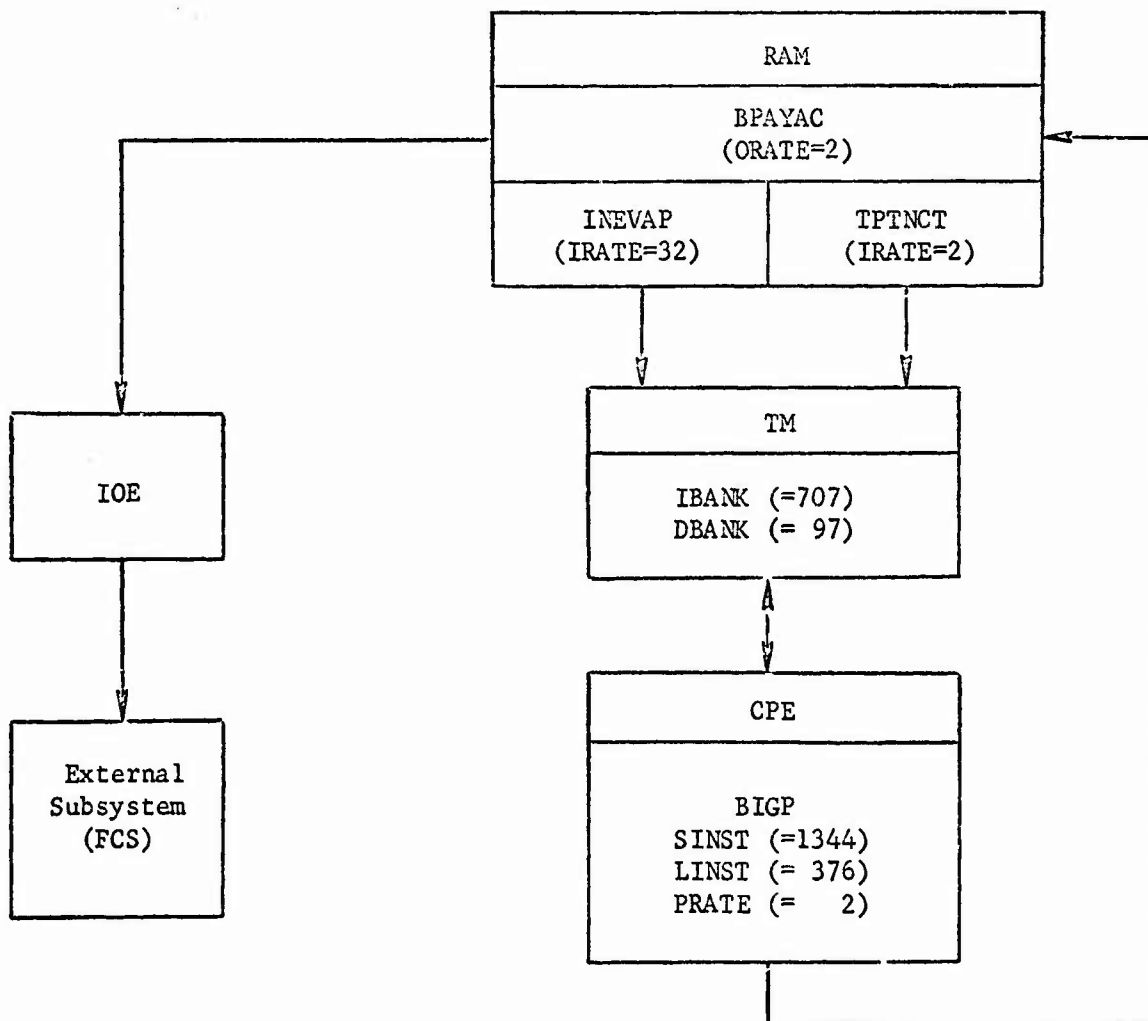 RAM
BPAYAC
(ORATE=2)
INEVAP
(IRATE=32)
TPTNCT
(IRATE=2)
TM
IBANK (=707)
DBANK (= 97)
IOE
CPE
BIGP
SINST (=1344)
LINST (= 376)
PRATE (= 2)
External
Subsystem
(FCS)